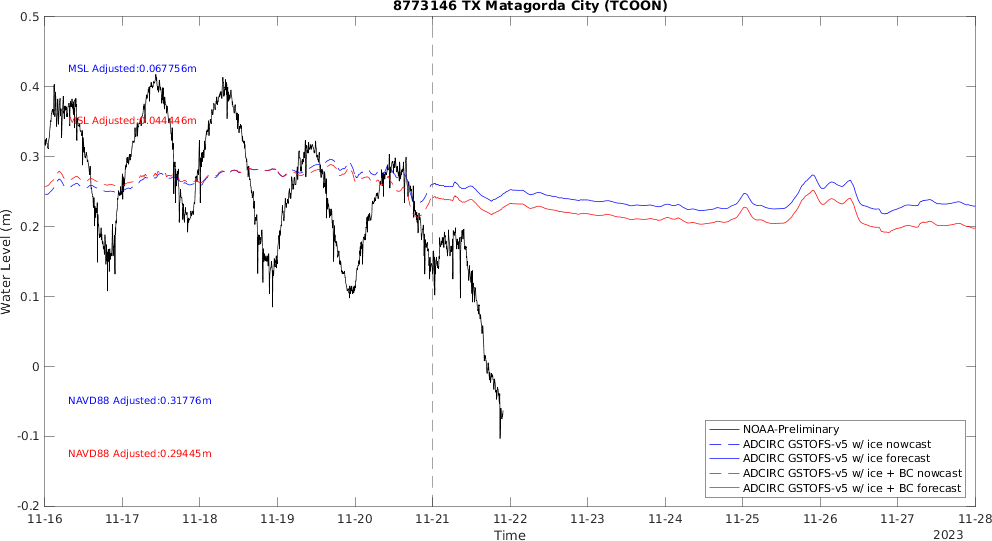 8773146 TX Matagorda City (TCOON)
0.5
0.4
0.3
0.2
0.1
0
-0.1
-0.2
Water Level (m)
MSL Adjusted:0.067756m
MSL Adjusted:0.044446m
NAVD88 Adjusted:0.31776m
NAVD88 Adjusted:0.29445m
NOAA-Preliminary
ADCIRC GSTOFS-v5 w/ ice nowcast
ADCIRC GSTOFS-v5 w/ ice forecast
ADCIRC GSTOFS-v5 w/ ice + BC nowcast
ADCIRC GSTOFS-v5 w/ ice + BC forecast
11-16 11-17 11-18 11-19 11-20 11-21 11-22 11-23 11-24 11-25 11-26 11-27 11-28
Time
2023